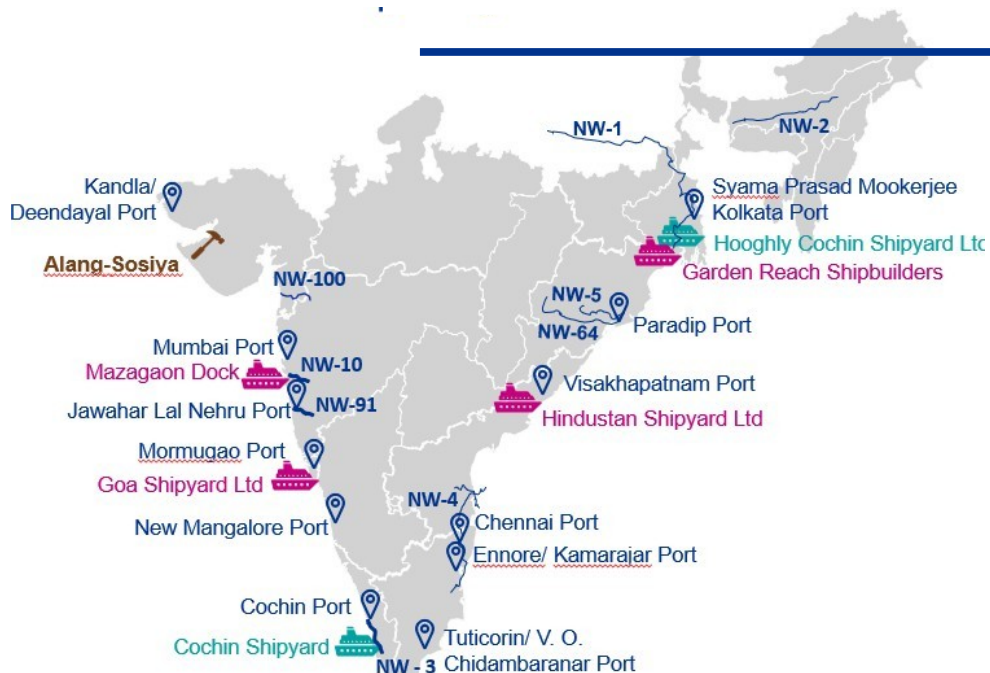 NW-1
NW-2
Kandla/
Deendayal Port
Syama Prasad Mookerjee
Kolkata Port
Hooghly Cochin Shipyard Ltd
Alang-Sosiya
Garden Reach Shipbuilders
NW-100
NW-5
NW-64
Paradip Port
Mumbai Port
NW-10
Mazagaon Dock
Visakhapatnam Port
Jawahar Lal Nehru Port
NW-91
Hindustan Shipyard Ltd
Mormugao Port
Goa Shipyard Ltd
NW-4
New Mangalore Port
Chennai Port
Ennore/ Kamarajar Port
Cochin Port
Cochin Shipyard
Tuticorin/ V. O.
Chidambaranar Port
NW - 3